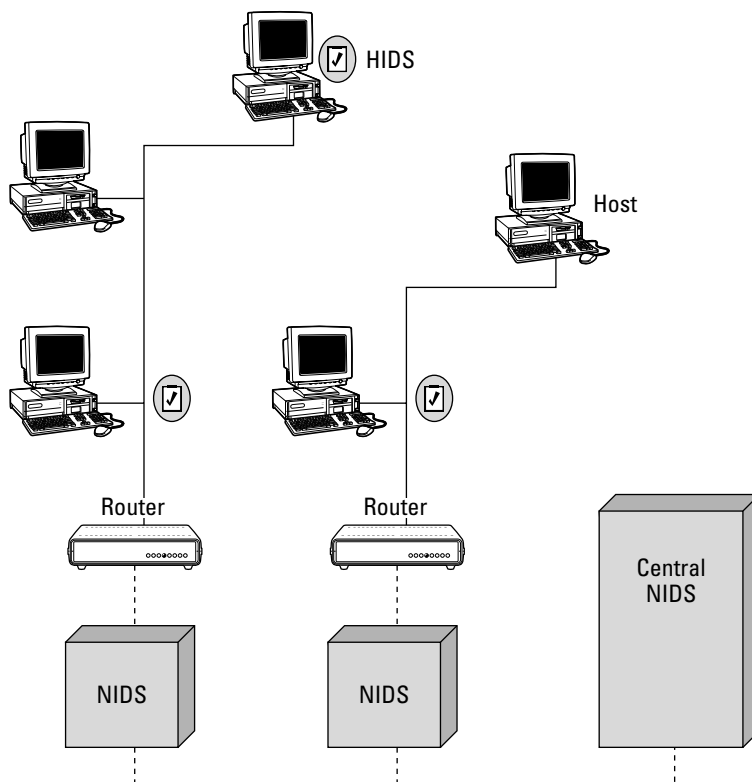 HIDS
Host
Router
Router
Central
NIDS
NIDS
NIDS